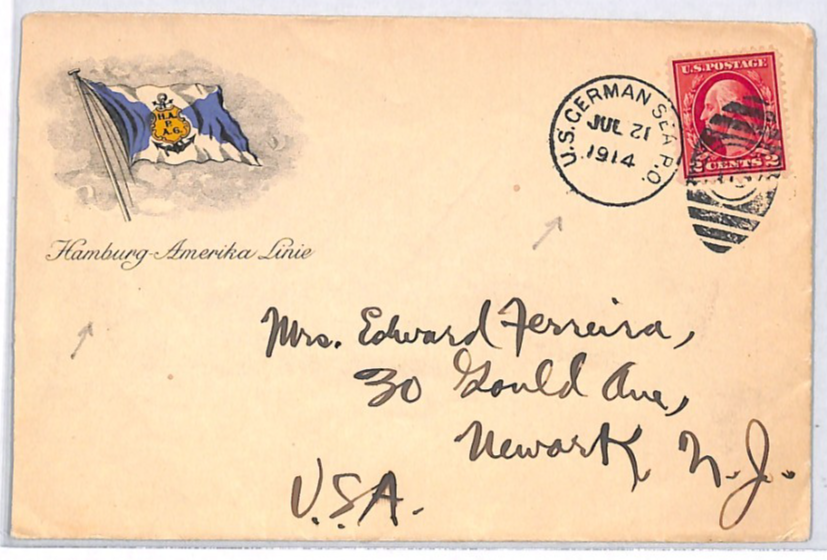 H.A.
P.
A.G.
Hamburg-Amerika Linie
U.S. GERMAN SEA P.O.
JUL 21
1914
U.S. POSTAGE
2 CENTS 2
Mrs. Edward Ferreira,
30 Gould Ave,
Newark, N.J.
U.S.A.